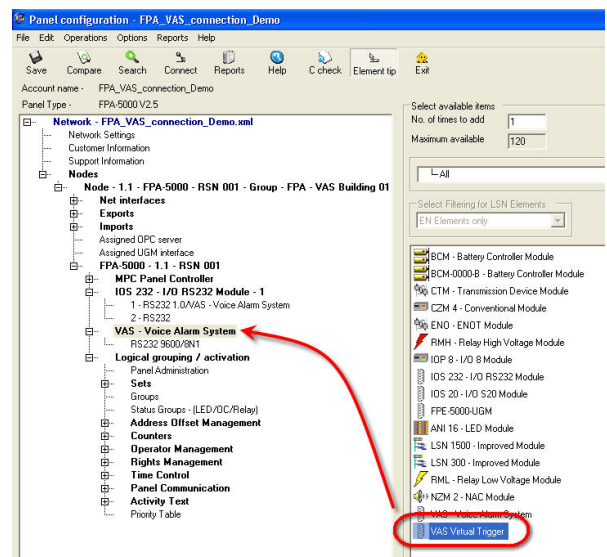 Panel configuration - FPA_VAS_connection_Demo
File Edit Operations Options Reports Help
Save Compare Search Connect Reports Help C check Element tip Exit
Account name - FPA_VAS_connection_Demo
Panel Type - FPA-5000 V2.5
Network - FPA_VAS_connection_Demo.xml
Network Settings
Customer Information
Support Information
Nodes
Node - 1.1 - FPA-5000 - RSN 001 - Group - FPA - VAS Building 01
Net interfaces
Exports
Imports
Assigned OPC server
Assigned UGM interface
FPA-5000 - 1.1 - RSN 001
MPC Panel Controller
IOS 232 - I/O RS232 Module - 1
1 - RS232 1.0/VAS - Voice Alarm System
2 - RS232
VAS - Voice Alarm System
RS232 9600/8N1
Logical grouping / activation
Panel Administration
Sets
Groups
Status Groups - (LED/OC/Relay)
Address Offset Management
Counters
Operator Management
Rights Management
Time Control
Panel Communication
Activity Text
Priority Table
Select available items
No. of times to add 1
Maximum available 120
All
Select Filtering for LSN Elements
EN Elements only
BCM - Battery Controller Module
BCM-0000-B - Battery Controller Module
CTM - Transmission Device Module
CZM 4 - Conventional Module
ENO - ENOT Module
RMH - Relay High Voltage Module
IOP 8 - I/O 8 Module
IOS 232 - I/O RS232 Module
IOS 20 - I/O S20 Module
FPE-5000-UGM
ANI 16 - LED Module
LSN 1500 - Improved Module
LSN 300 - Improved Module
RML - Relay Low Voltage Module
NZM 2 - NAC Module
VAS - Voice Alarm System
VAS Virtual Trigger